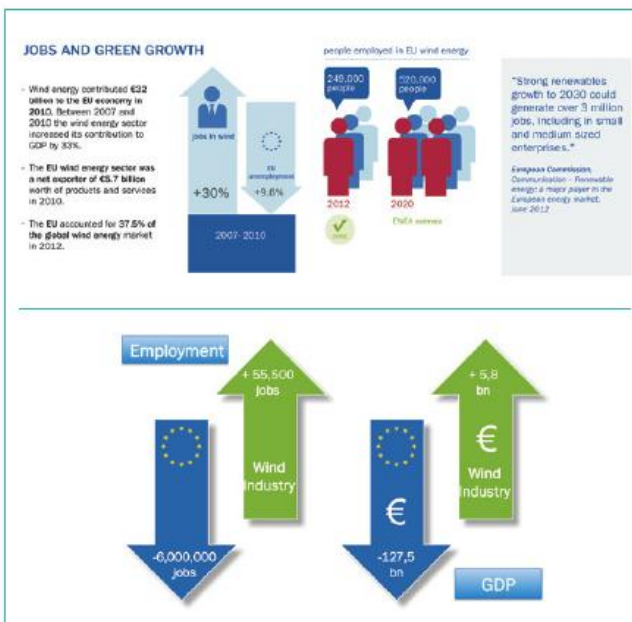 JOBS AND GREEN GROWTH
- Wind energy contributed €32
billion to the EU economy in
2010. Between 2007 and
2010 the wind energy sector
increased its contribution to
GDP by 33%.
- The EU wind energy sector was
a net exporter of €5.7 billion
worth of products and services
in 2010.
- The EU accounted for 37.5% of
the global wind energy market
in 2012.
jobs in wind
+30%
EU
unemployment
+9.6%
2007-2010
people employed in EU wind energy
249,000
people
520,000
people
2012
2020
EWEA estimate
"Strong renewables
growth to 2030 could
generate over 3 million
jobs, including in small
and medium sized
enterprises."
European Commission,
Communication – Renewable
energy: a major player in the
European energy market,
June 2012
Employment
+ 55,500
jobs
Wind
Industry
-6,000,000
jobs
+ 5,8
bn
€
Wind
Industry
€
-127,5
bn
GDP